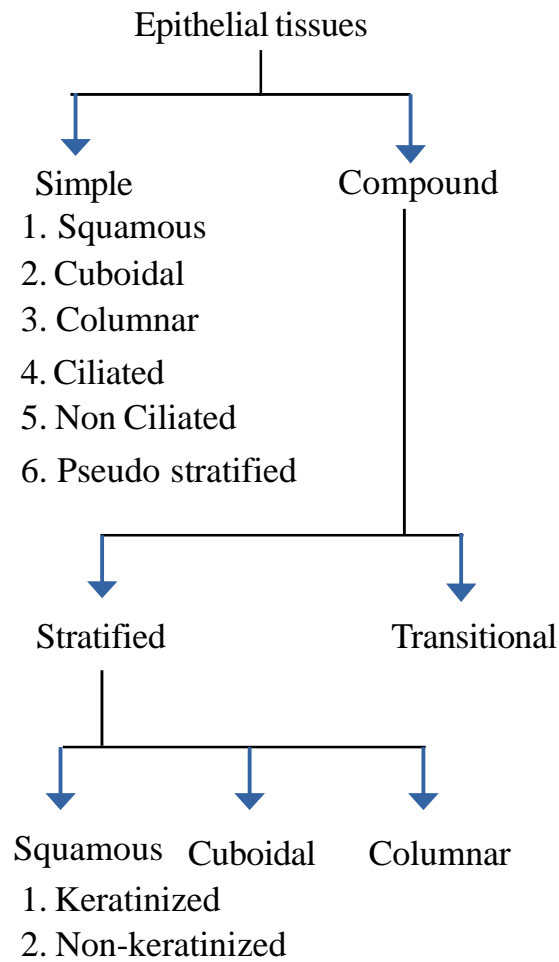 Epithelial tissues
Simple
Compound
1. Squamous
2. Cuboidal
3. Columnar
4. Ciliated
5. Non Ciliated
6. Pseudo stratified
Stratified
Transitional
Squamous
Cuboidal
Columnar
1. Keratinized
2. Non-keratinized